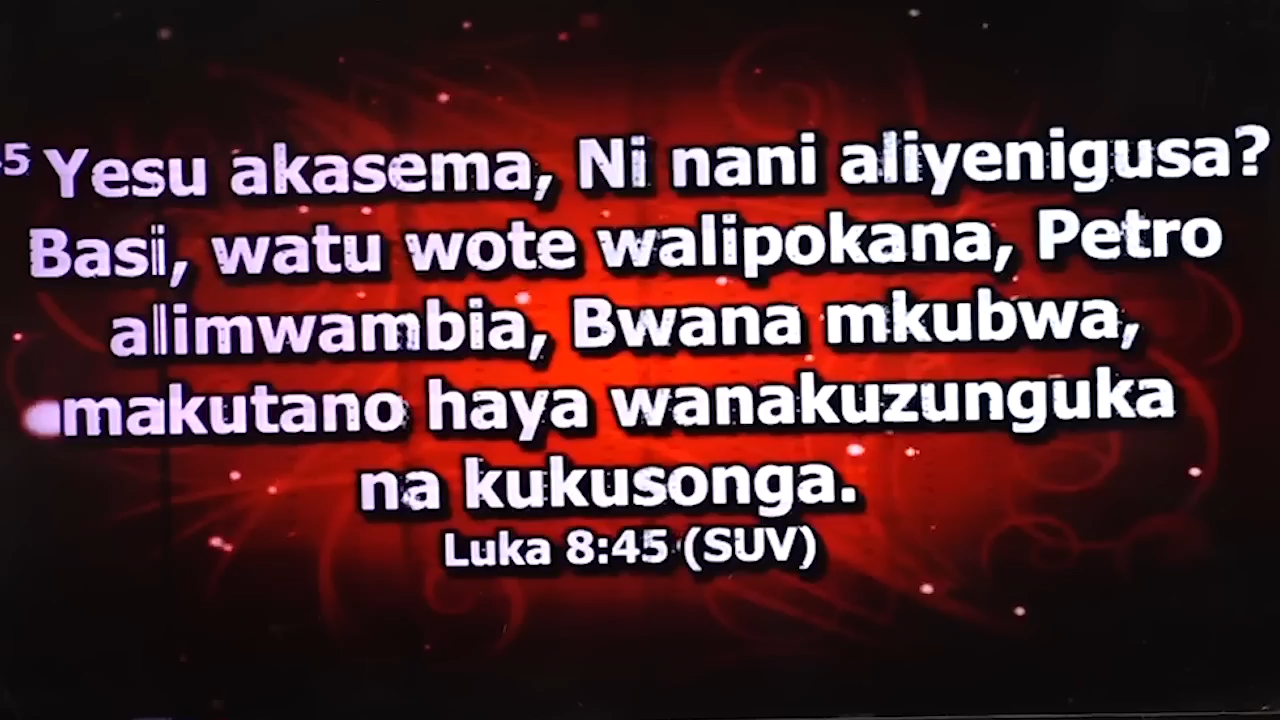 45 Yesu akasema, Ni nani aliyenigusa?
Basi, watu wote walipokana, Petro
alimwambia, Bwana mkubwa,
makutano haya wanakuzunguka
na kukusonga.
Luka 8:45 (SUV)